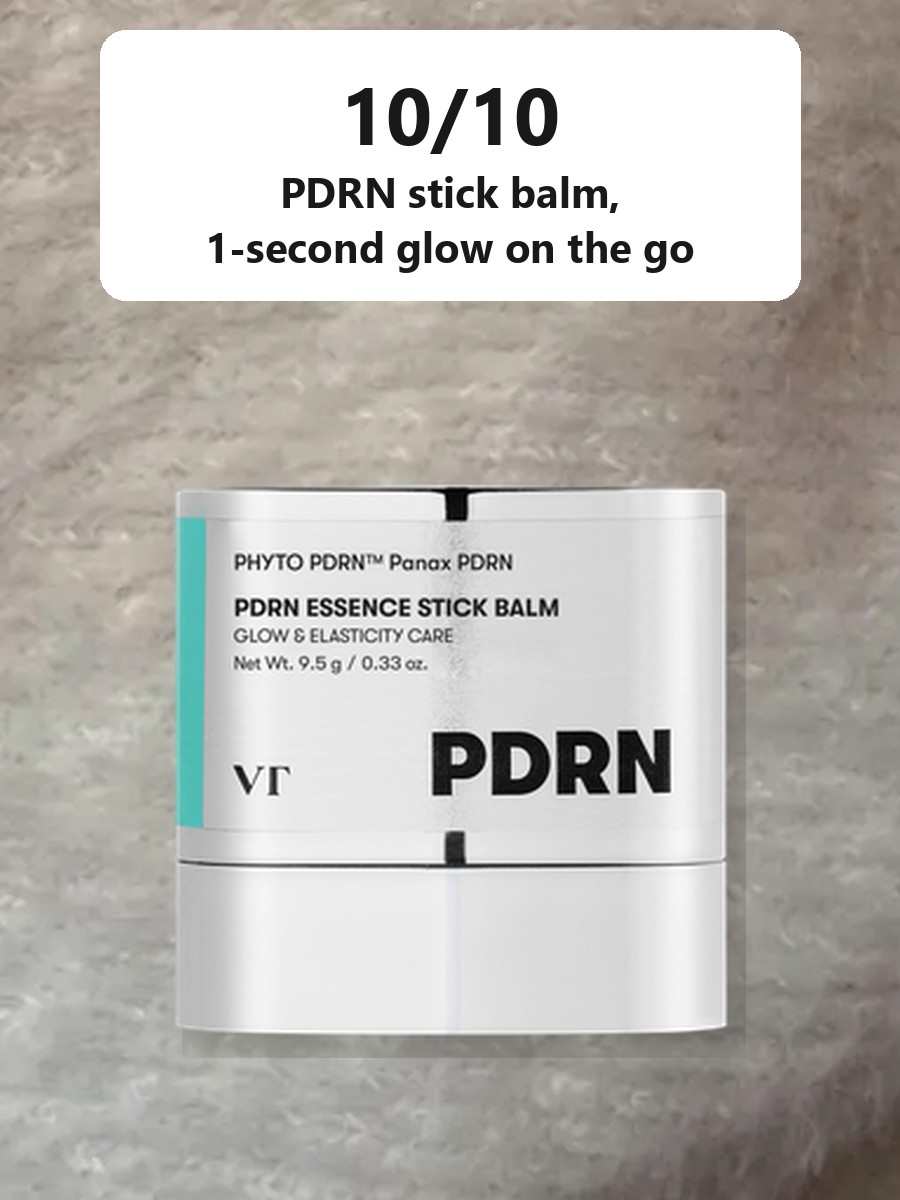 10/10
PDRN stick balm,
1-second glow on the go
PHYTO PDRN™ Panax PDRN
PDRN ESSENCE STICK BALM
GLOW & ELASTICITY CARE
Net Wt. 9.5 g / 0.33 oz.
VT
PDRN